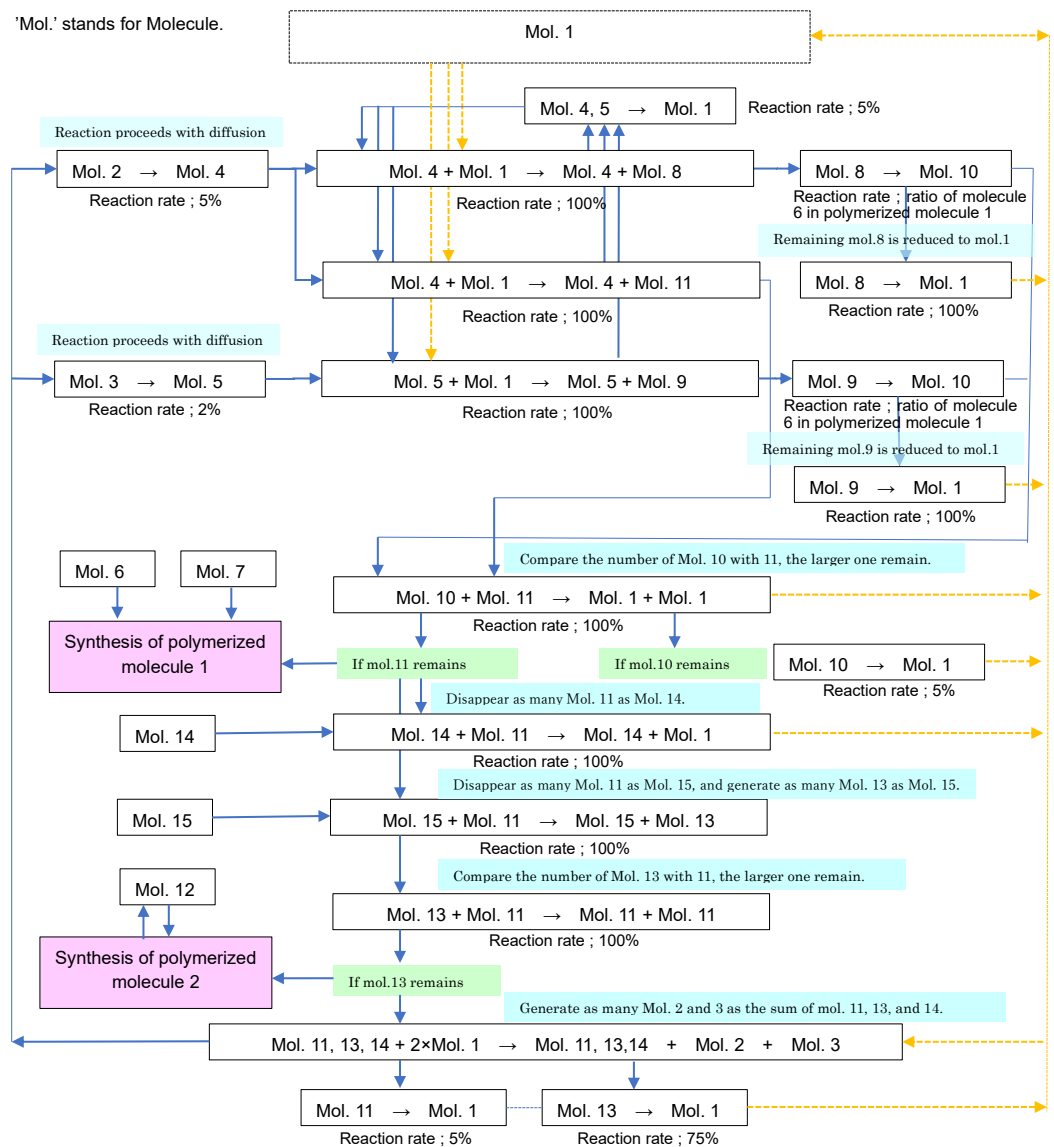 ’Mol.’ stands for Molecule.
Mol. 1
Mol. 4, 5 → Mol. 1
Reaction rate ; 5%
Reaction proceeds with diffusion
Mol. 2 → Mol. 4
Reaction rate ; 5%
Mol. 4 + Mol. 1 → Mol. 4 + Mol. 8
Reaction rate ; 100%
Mol. 8 → Mol. 10
Reaction rate ; ratio of molecule
6 in polymerized molecule 1
Remaining mol.8 is reduced to mol.1
Mol. 4 + Mol. 1 → Mol. 4 + Mol. 11
Reaction rate ; 100%
Mol. 8 → Mol. 1
Reaction rate ; 100%
Reaction proceeds with diffusion
Mol. 3 → Mol. 5
Reaction rate ; 2%
Mol. 5 + Mol. 1 → Mol. 5 + Mol. 9
Reaction rate ; 100%
Mol. 9 → Mol. 10
Reaction rate ; ratio of molecule
6 in polymerized molecule 1
Remaining mol.9 is reduced to mol.1
Mol. 9 → Mol. 1
Reaction rate ; 100%
Compare the number of Mol. 10 with 11, the larger one remain.
Mol. 6
Mol. 7
Mol. 10 + Mol. 11 → Mol. 1 + Mol. 1
Reaction rate ; 100%
Synthesis of polymerized
molecule 1
If mol.11 remains
If mol.10 remains
Mol. 10 → Mol. 1
Reaction rate ; 5%
Disappear as many Mol. 11 as Mol. 14.
Mol. 14
Mol. 14 + Mol. 11 → Mol. 14 + Mol. 1
Reaction rate ; 100%
Disappear as many Mol. 11 as Mol. 15, and generate as many Mol. 13 as Mol. 15.
Mol. 15
Mol. 15 + Mol. 11 → Mol. 15 + Mol. 13
Reaction rate ; 100%
Compare the number of Mol. 13 with 11, the larger one remain.
Mol. 12
Mol. 13 + Mol. 11 → Mol. 11 + Mol. 11
Reaction rate ; 100%
Synthesis of polymerized
molecule 2
If mol.13 remains
Generate as many Mol. 2 and 3 as the sum of mol. 11, 13, and 14.
Mol. 11, 13, 14 + 2×Mol. 1 → Mol. 11, 13,14 + Mol. 2 + Mol. 3
Mol. 11 → Mol. 1
Reaction rate ; 5%
Mol. 13 → Mol. 1
Reaction rate ; 75%